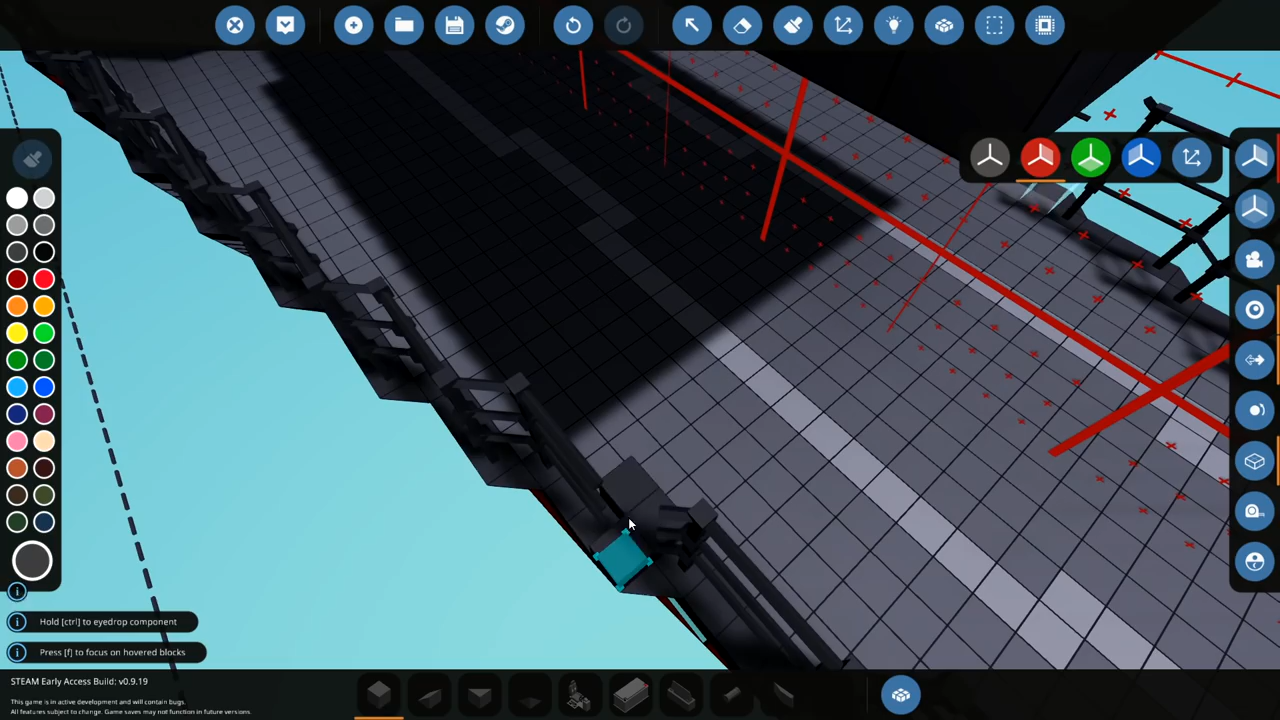 Hold [ctrl] to eyedrop component
Press [f] to focus on hovered blocks
STEAM Early Access Build: v0.9.19
This game is in active development and will contain bugs.
All features subject to change. Game saves may not function in future versions.